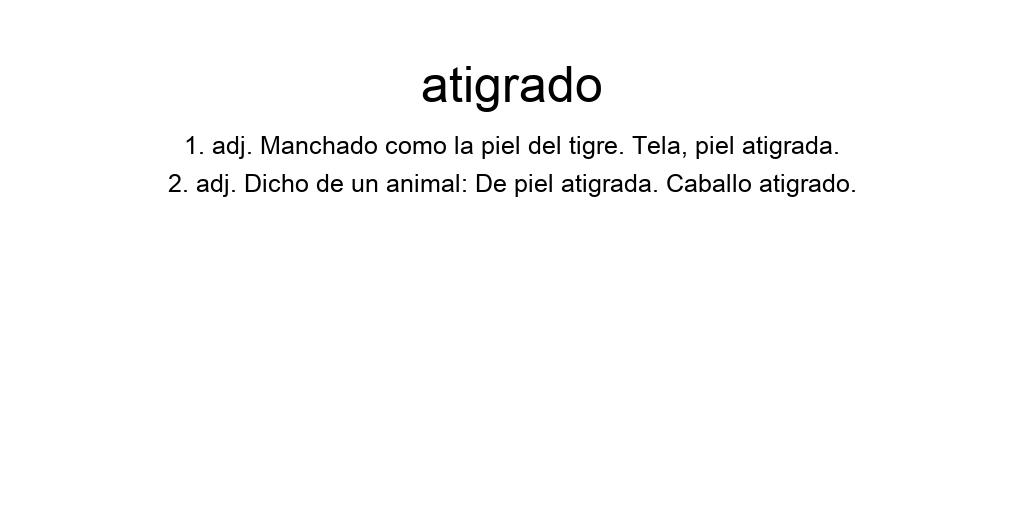 atigrado
1. adj. Manchado como la piel del tigre. Tela, piel atigrada.
2. adj. Dicho de un animal: De piel atigrada. Caballo atigrado.